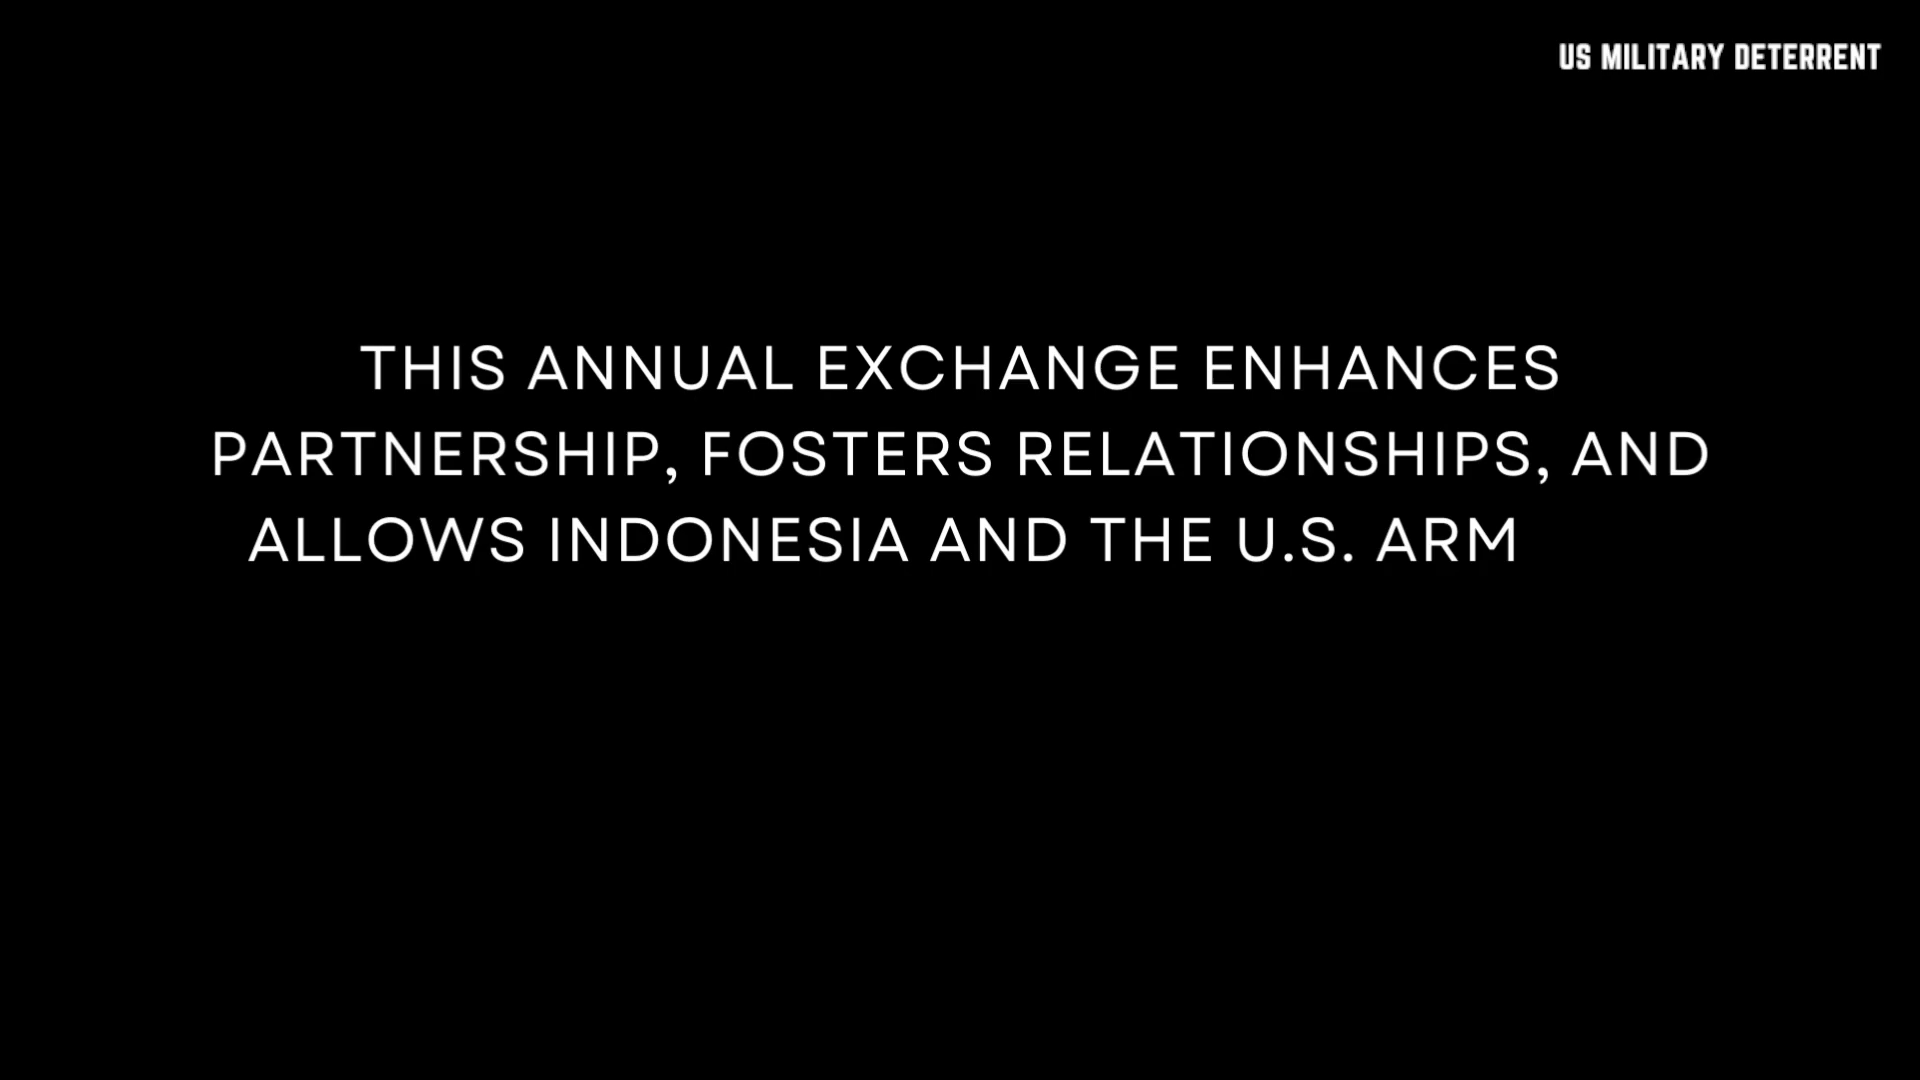 US MILITARY DETERRENT
THIS ANNUAL EXCHANGE ENHANCES
PARTNERSHIP, FOSTERS RELATIONSHIPS, AND
ALLOWS INDONESIA AND THE U.S. ARM